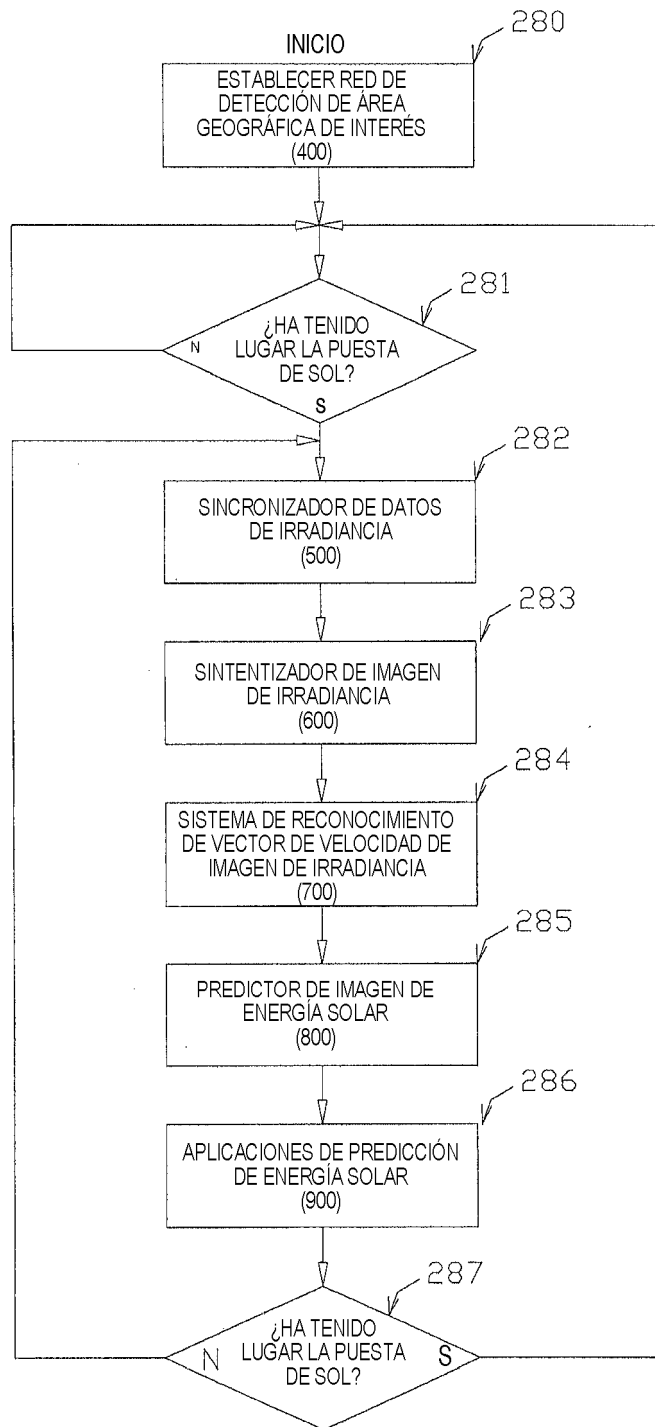 280
INICIO
ESTABLECER RED DE
DETECCIÓN DE ÁREA
GEOGRÁFICA DE INTERÉS
(400)
281
¿HA TENIDO
LUGAR LA PUESTA
DE SOL?
N
S
282
SINCRONIZADOR DE DATOS
DE IRRADIANCIA
(500)
283
SINTENTIZADOR DE IMAGEN
DE IRRADIANCIA
(600)
284
SISTEMA DE RECONOCIMIENTO
DE VECTOR DE VELOCIDAD DE
IMAGEN DE IRRADIANCIA
(700)
285
PREDICTOR DE IMAGEN DE
ENERGÍA SOLAR
(800)
286
APLICACIONES DE PREDICCIÓN
DE ENERGÍA SOLAR
(900)
287
¿HA TENIDO
LUGAR LA PUESTA
DE SOL?
N
S